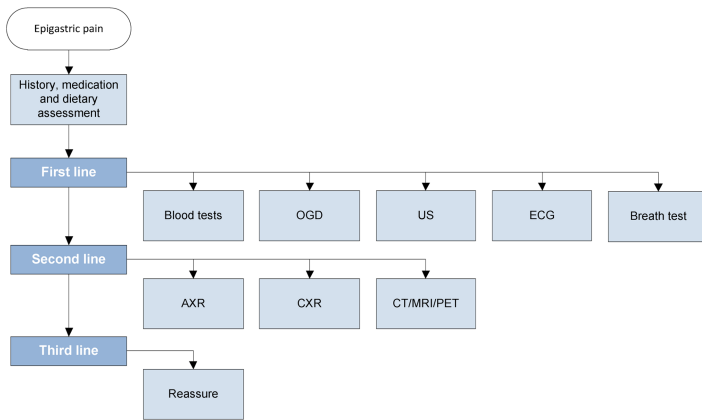 Epigastric pain
History, medication
and dietary
assessment
First line
Blood tests
OGD
US
ECG
Breath test
Second line
AXR
CXR
CT/MRI/PET
Third line
Reassure